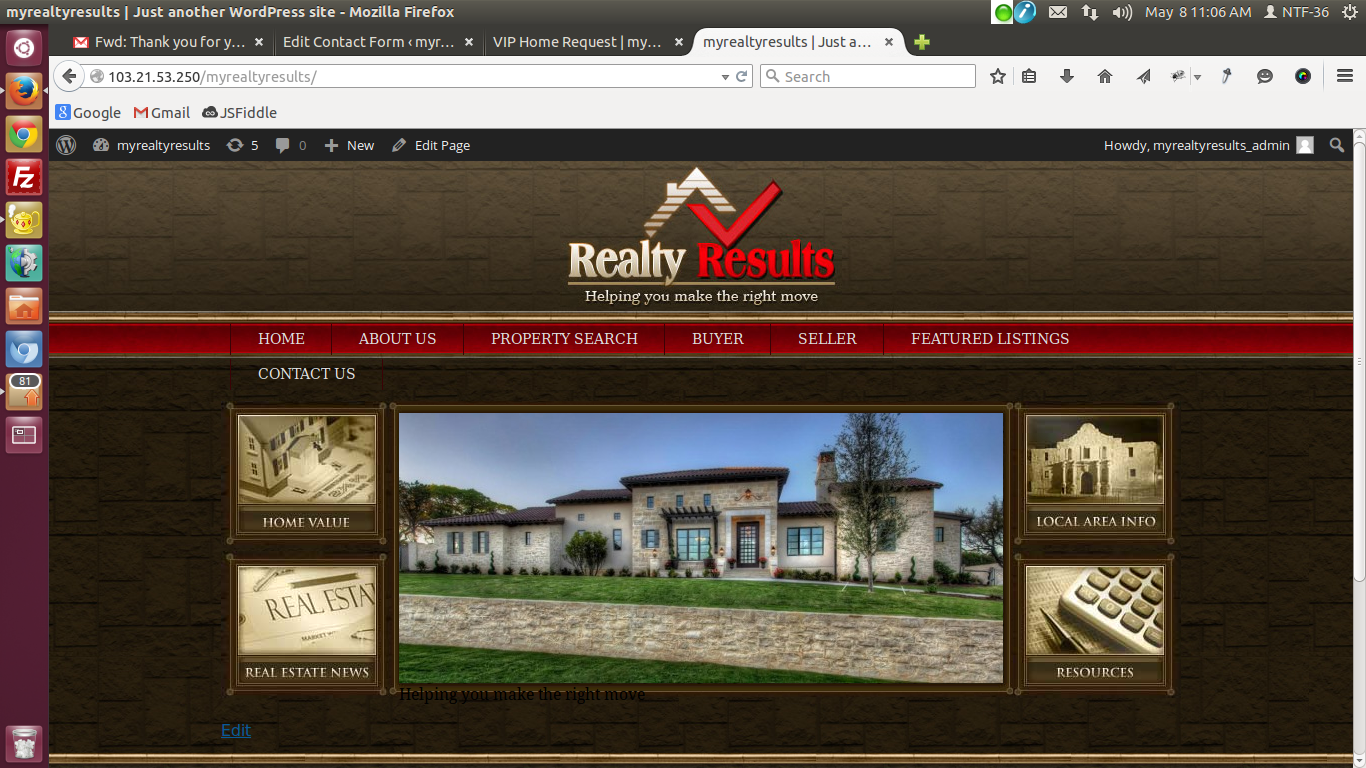 myrealtyresults | Just another WordPress site - Mozilla Firefox
May 8 11:06 AM NTF-36
Fwd: Thank you for y...
Edit Contact Form ‹ myr...
VIP Home Request | my...
myrealtyresults | Just a...
103.21.53.250/myrealtyresults/
Search
Google Gmail JSFiddle
myrealtyresults 5 0 New Edit Page
Howdy, myrealtyresults_admin
Realty Results
Helping you make the right move
HOME ABOUT US PROPERTY SEARCH BUYER SELLER FEATURED LISTINGS
CONTACT US
HOME VALUE
LOCAL AREA INFO
81
REAL ESTA
MARKET
REAL ESTATE NEWS
RESOURCES
Helping you make the right move
Edit